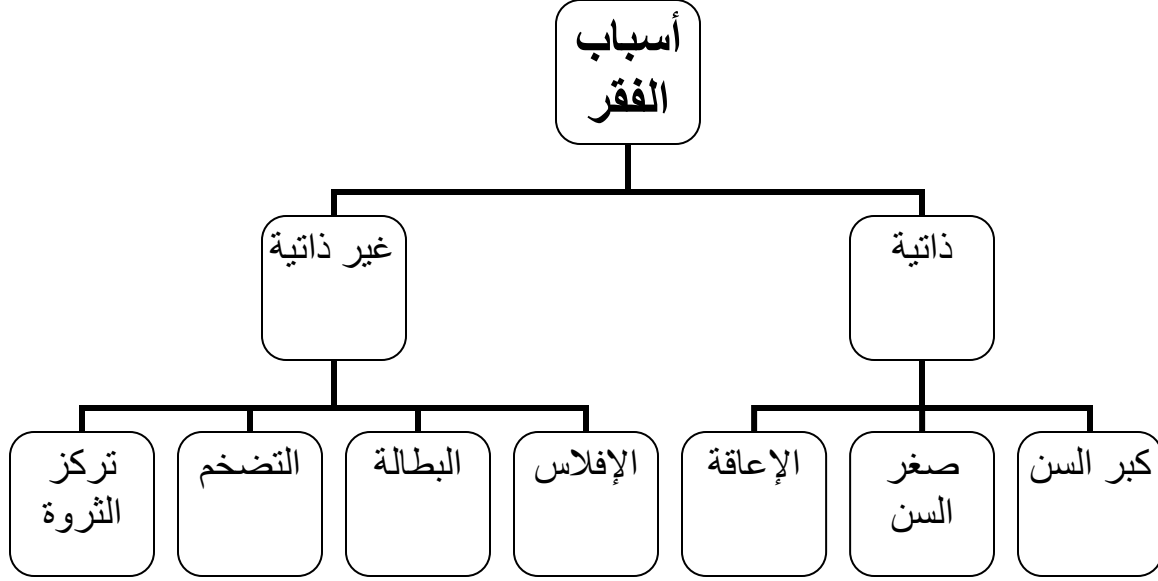 أسباب
الفقر
ذاتية
غير ذاتية
كبر السن
صغر
السن
الإعاقة
الإفلاس
البطالة
التضخم
تركز
الثروة